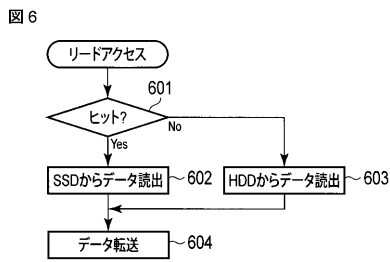 図6
リードアクセス
601
ヒット?
No
Yes
SSDからデータ読出
602
HDDからデータ読出
603
データ転送
604